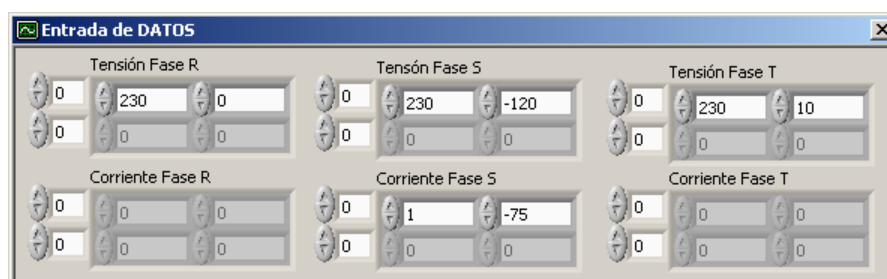 Entrada de DATOS
Tensión Fase R Tensón Fase S Tensión Fase T
0 230 0 0 230 -120 0 230 10
0 0 0 0 0 0 0 0 0
Corriente Fase R Corriente Fase S Corriente Fase T
0 0 0 0 1 -75 0 0 0
0 0 0 0 0 0 0 0 0